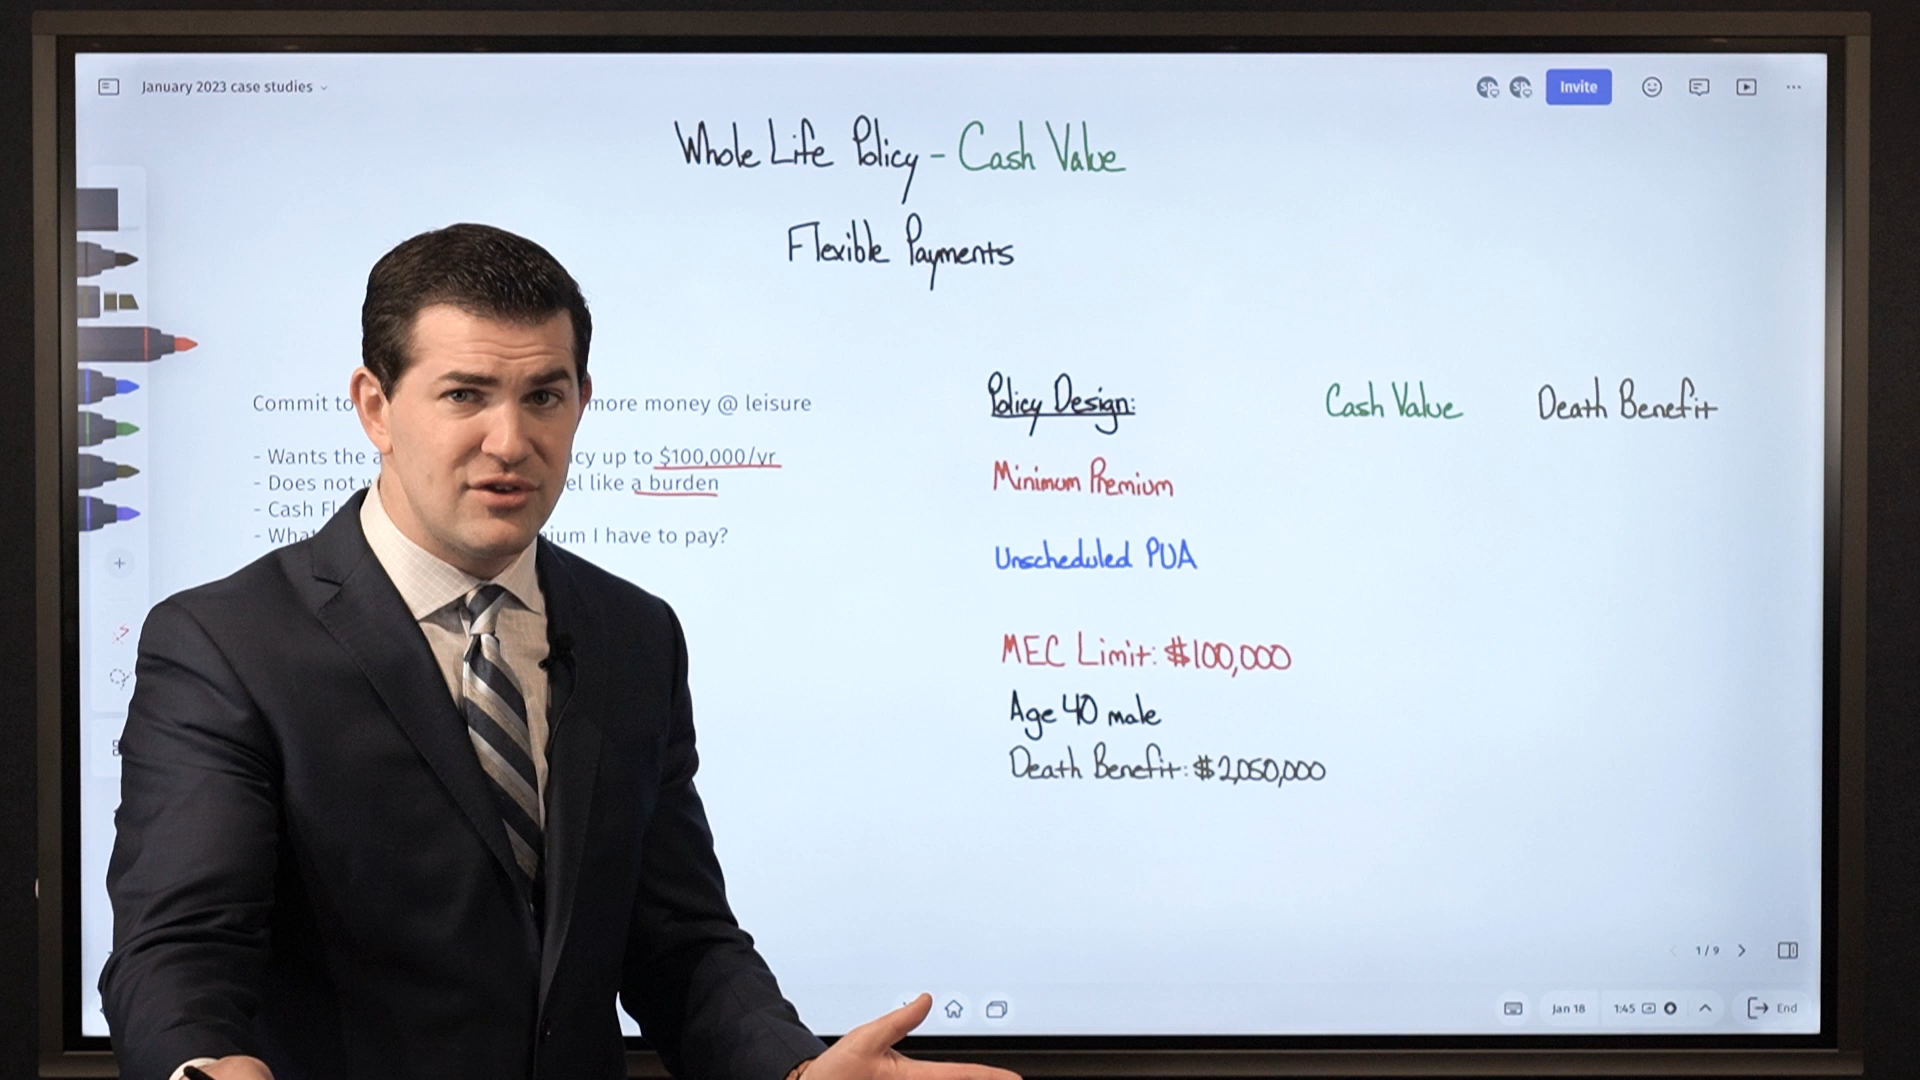 January 2023 case studies
Invite
Whole Life Policy - Cash Value
Flexible Payments
Commit to more money @ leisure
- Wants the cy up to $100,000/yr
- Does not el like a burden
- Cash Fl
- What ium I have to pay?
Policy Design:
Cash Value
Death Benefit
Minimum Premium
Unscheduled PUA
MEC Limit: $100,000
Age 40 male
Death Benefit: $2,050,000
1/9
Jan 18
1:45
End